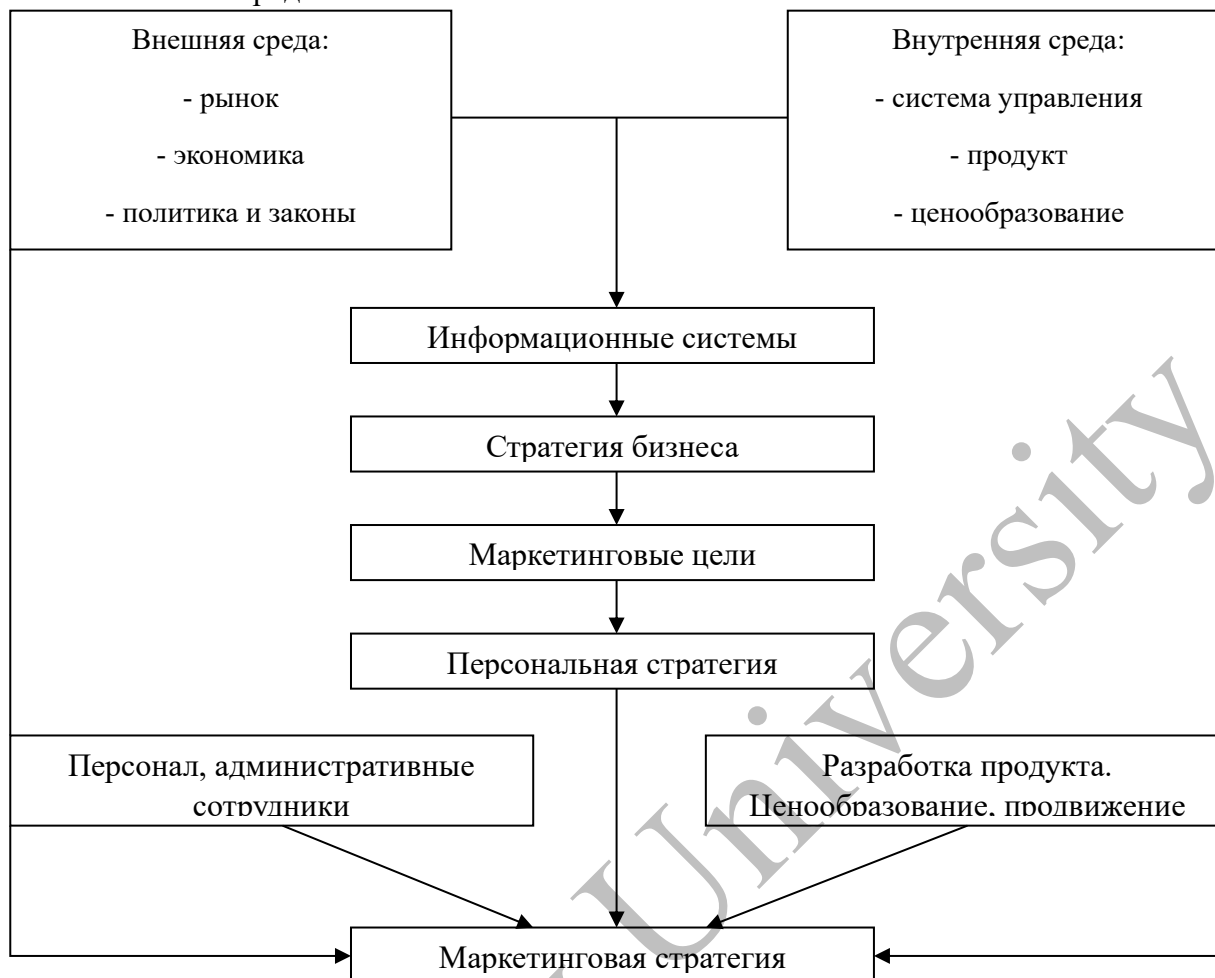 Внешняя среда:
- рынок
- экономика
- политика и законы
Внутренняя среда:
- система управления
- продукт
- ценообразование
Информационные системы
Стратегия бизнеса
Маркетинговые цели
Персональная стратегия
Персонал, административные
сотрудники
Разработка продукта.
Ценообразование, продвижение
Маркетинговая стратегия
University